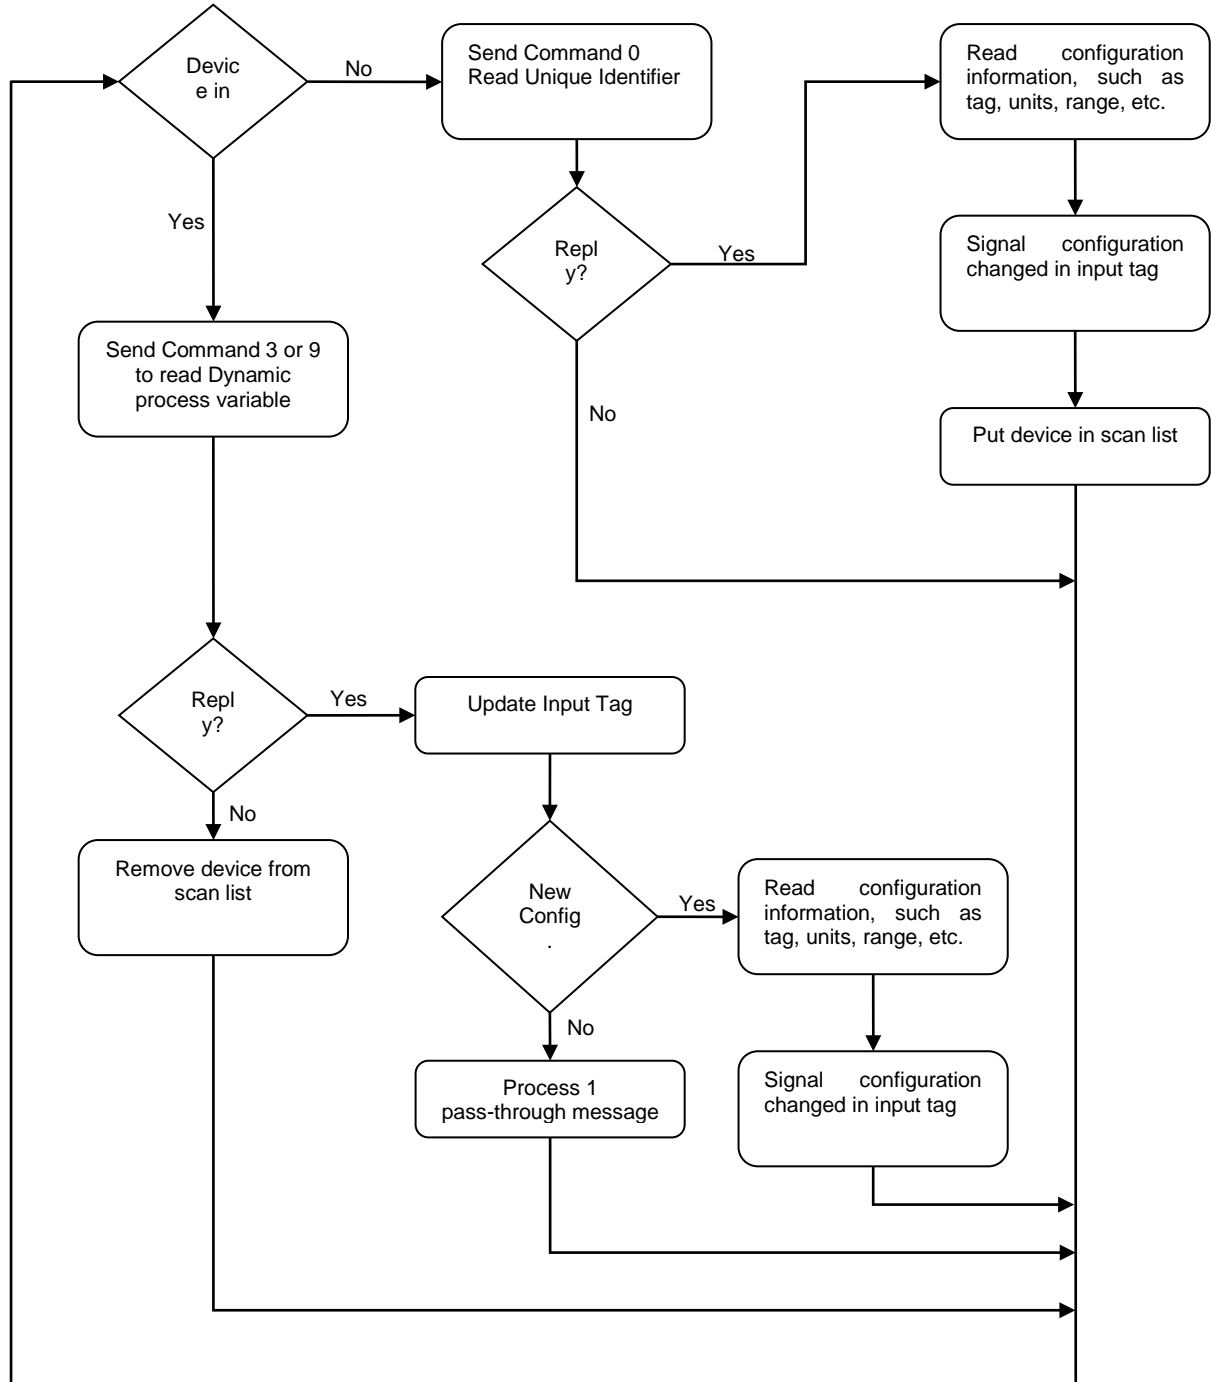 Devic
e in
No
Yes
Send Command 0
Read Unique Identifier
Repl
y?
Yes
No
Read configuration
information, such as
tag, units, range, etc.
Signal configuration
changed in input tag
Put device in scan list
Send Command 3 or 9
to read Dynamic
process variable
Repl
y?
Yes
No
Update Input Tag
Remove device from
scan list
New
Config
.
Yes
No
Read configuration
information, such as
tag, units, range, etc.
Process 1
pass-through message
Signal configuration
changed in input tag